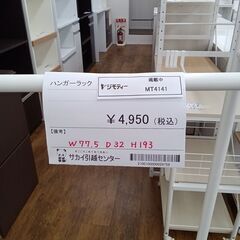 ハンガーラック
ジモティー
掲載中
MT4141
¥4,950(税込)
【備考】
W77.5 D32 H193
サカイ引越センター